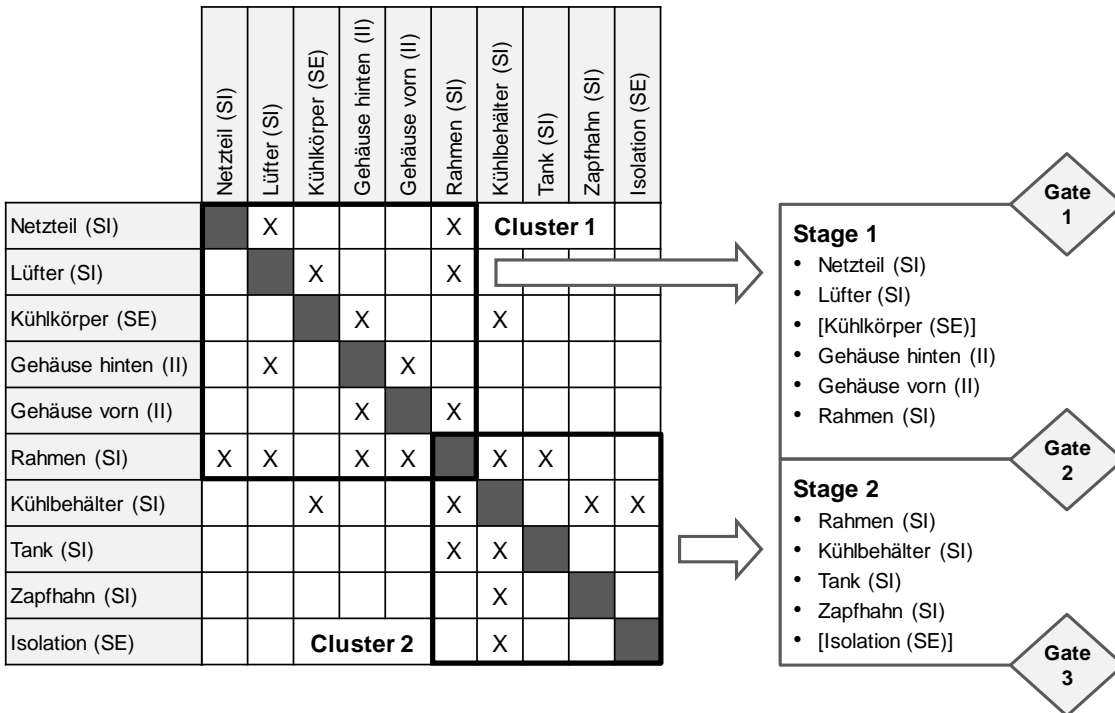 Netzteil (SI)
Lüfter (SI)
Kühlkörper (SE)
Gehäuse hinten (II)
Gehäuse vorn (II)
Rahmen (SI)
Kühlbehälter (SI)
Tank (SI)
Zapfhahn (SI)
Isolation (SE)
Netzteil (SI) X X Cluster 1
Lüfter (SI) X X
Kühlkörper (SE) X X
Gehäuse hinten (II) X X
Gehäuse vorn (II) X X
Rahmen (SI) X X X X X X
Kühlbehälter (SI) X X X X
Tank (SI) X X
Zapfhahn (SI) X
Isolation (SE) Cluster 2 X
Gate
1
Stage 1
• Netzteil (SI)
• Lüfter (SI)
• [Kühlkörper (SE)]
• Gehäuse hinten (II)
• Gehäuse vorn (II)
• Rahmen (SI)
Gate
2
Stage 2
• Rahmen (SI)
• Kühlbehälter (SI)
• Tank (SI)
• Zapfhahn (SI)
• [Isolation (SE)]
Gate
3